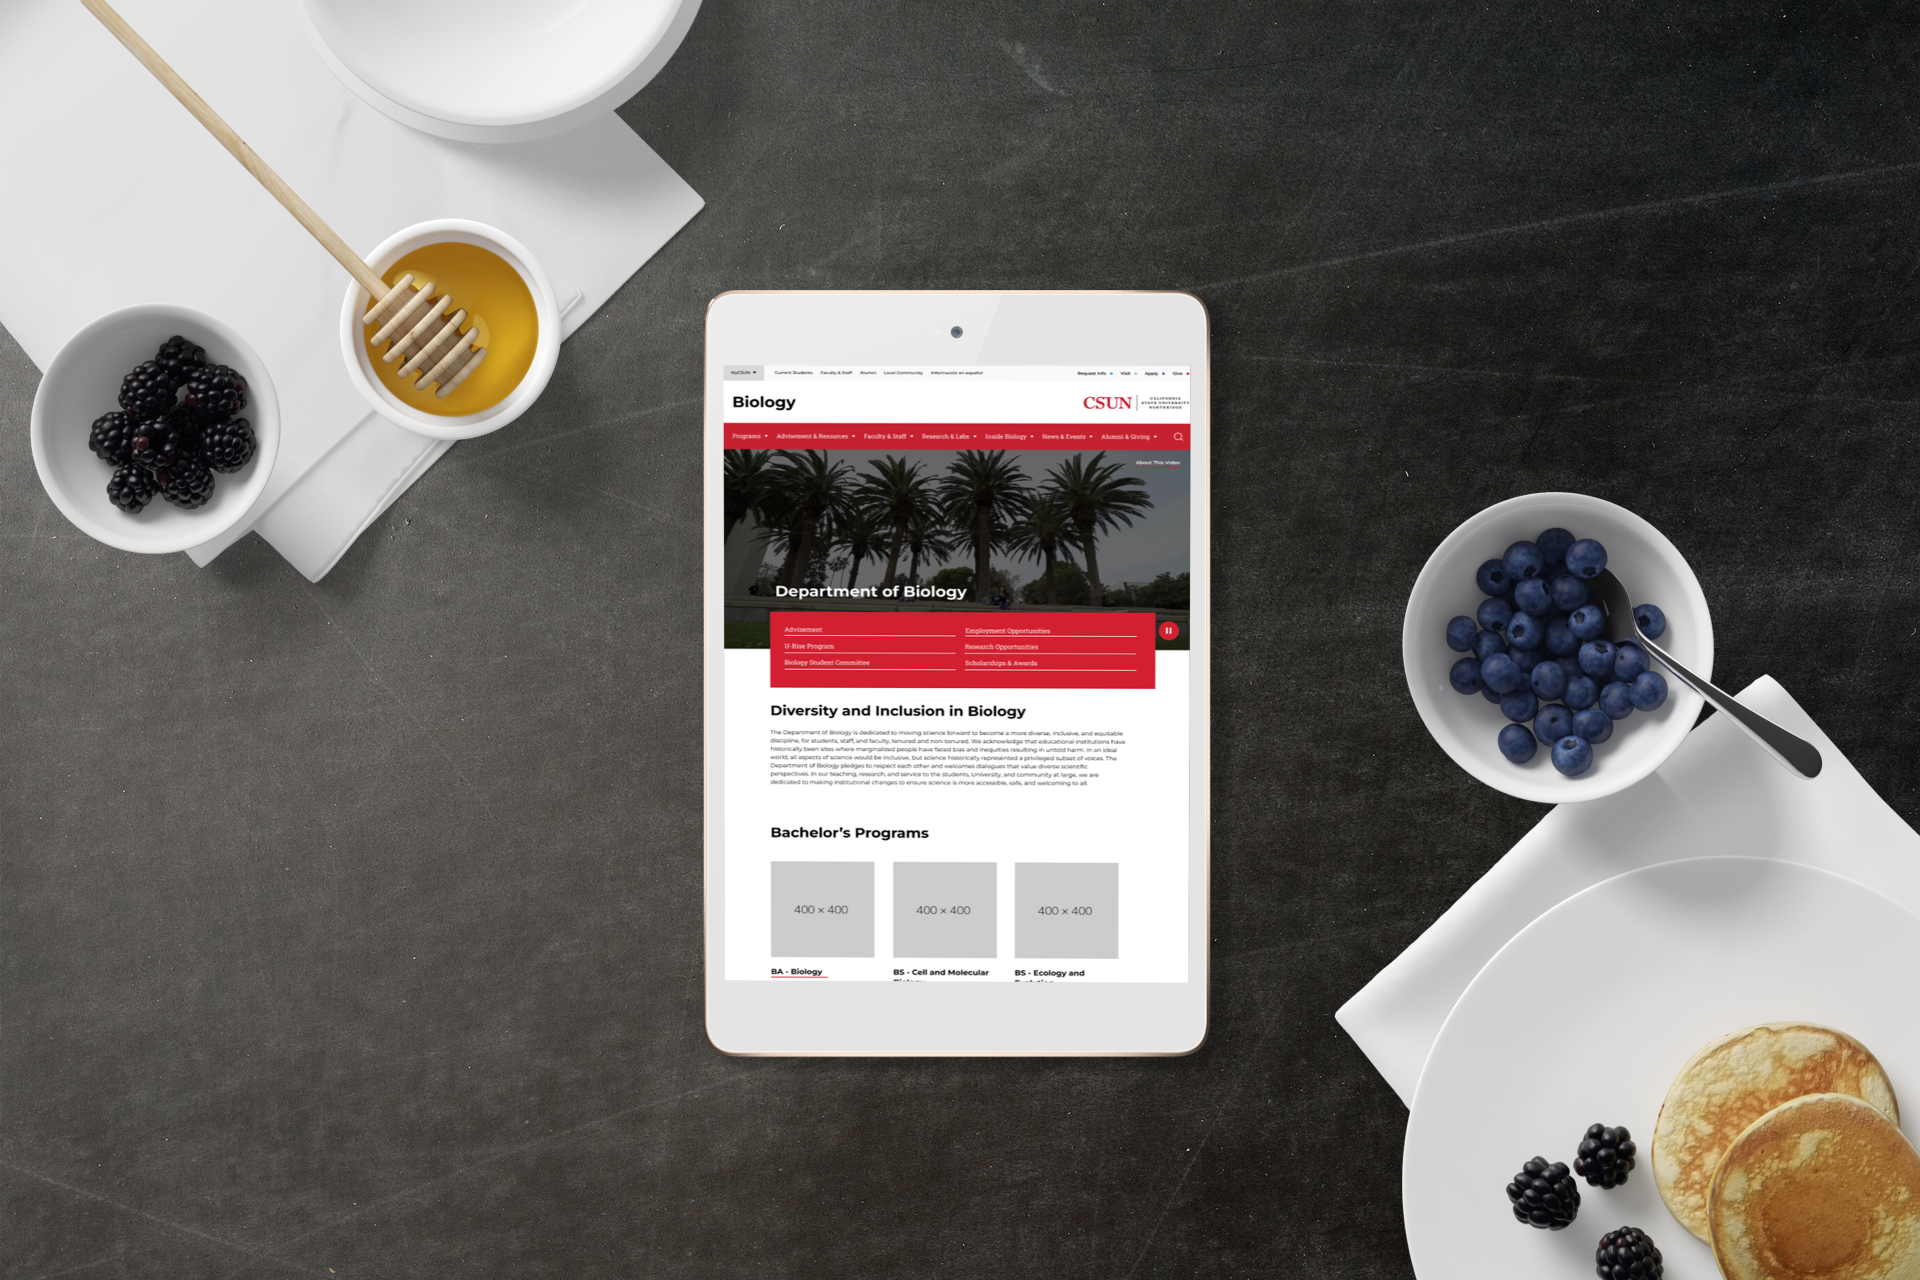 MyCSUN Current Students Faculty & Staff Alumni Local Community Información en español Request Info Visit Apply Give
Biology
CSUN
CALIFORNIA
STATE UNIVERSITY
NORTHRIDGE
Programs Advisement & Resources Faculty & Staff Research & Labs Inside Biology News & Events Alumni & Giving
About This Video
Department of Biology
Advisement Employment Opportunities
U-Rise Program Research Opportunities
Biology Student Committee Scholarships & Awards
Diversity and Inclusion in Biology
The Department of Biology is dedicated to moving science forward to become a more diverse, inclusive, and equitable
discipline, for students, staff, and faculty, tenured and non-tenured. We acknowledge that educational institutions have
historically been sites where marginalized people have faced bias and inequities resulting in untold harm. In an ideal
world, all aspects of science would be inclusive, but science historically represented a privileged subset of voices. The
Department of Biology pledges to respect each other and welcomes dialogues that value diverse scientific
perspectives. In our teaching, research, and service to the students, University, and community at large, we are
dedicated to making institutional changes to ensure science is more accessible, safe, and welcoming to all.
Bachelor's Programs
400 × 400 400 × 400 400 × 400
BA - Biology BS - Cell and Molecular BS - Ecology and